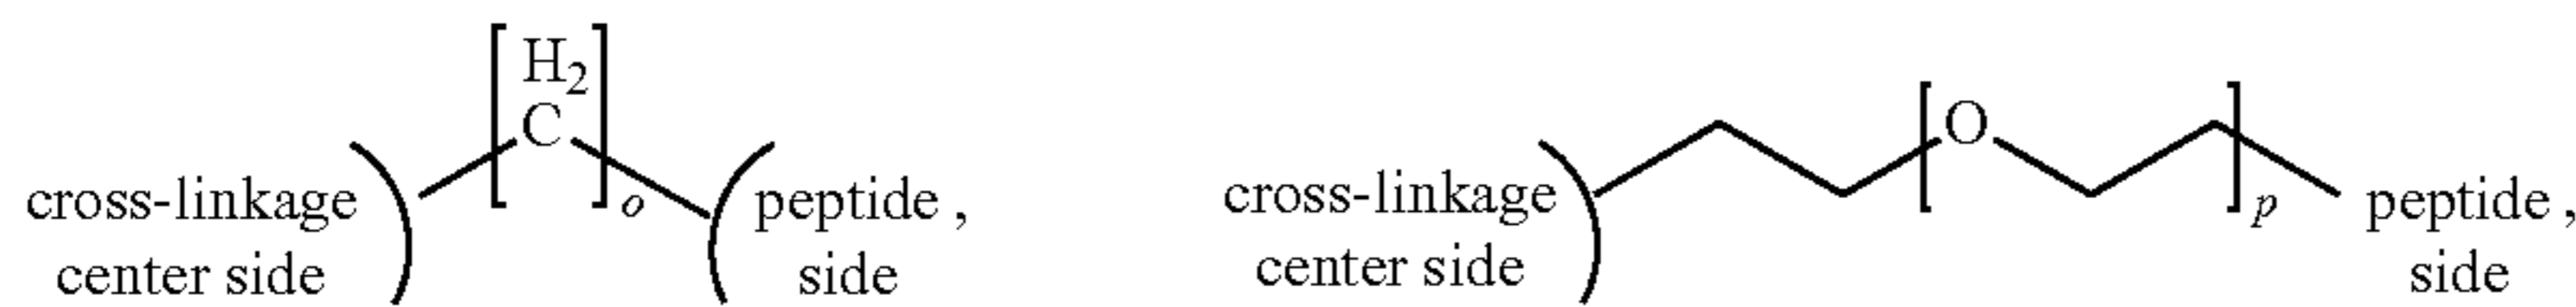 H2
C
o
cross-linkage
center side
peptide ,
side
O
p
cross-linkage
center side
peptide ,
side